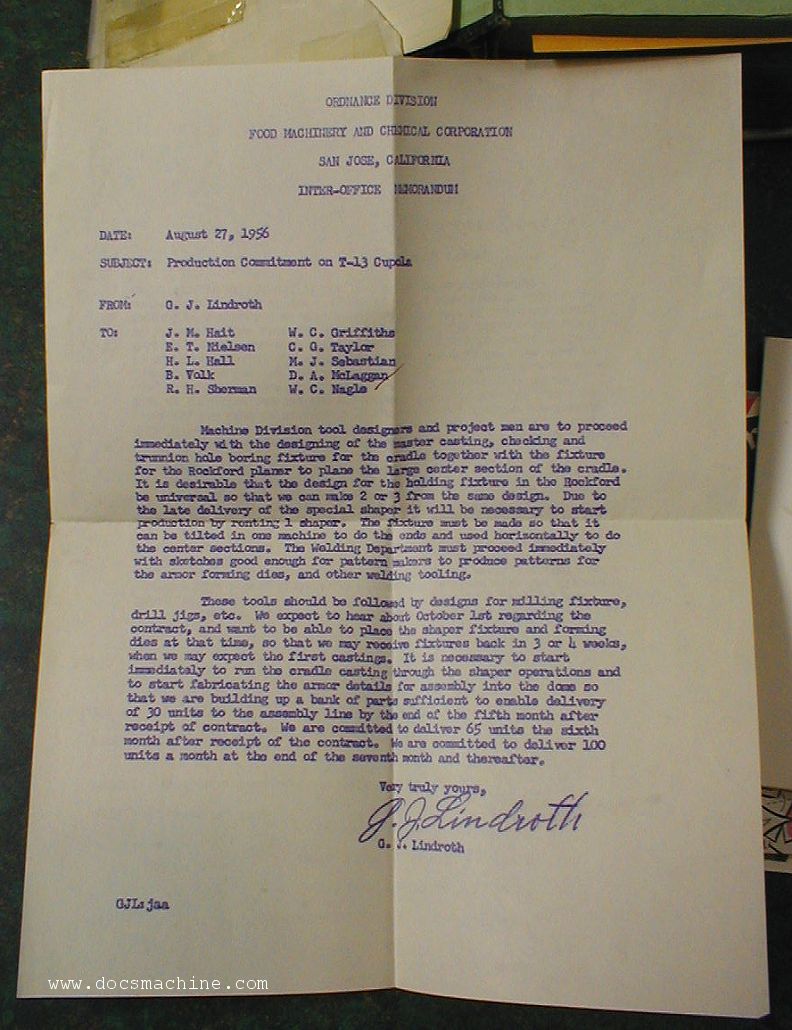 ORDNANCE DIVISION
FOOD MACHINERY AND CHEMICAL CORPORATION
SAN JOSE, CALIFORNIA
INTER-OFFICE MEMORANDUM
DATE: August 27, 1956
SUBJECT: Production Commitment on T-13 Cupola
FROM: G. J. Lindroth
TO: J. M. Hait W. C. Griffiths
E. T. Nielsen C. G. Taylor
H. L. Hall M. J. Sebastian
B. Volk D. A. McLaggan
R. H. Sherman W. C. Nagle
Machine Division tool designers and project men are to proceed
immediately with the designing of the master casting, checking and
trunnion hole boring fixture for the cradle together with the fixture
for the Rockford planer to plane the large center section of the cradle.
It is desirable that the design for the holding fixture in the Rockford
be universal so that we can make 2 or 3 from the same design. Due to
the late delivery of the special shaper it will be necessary to start
production by renting 1 shaper. The fixture must be made so that it
can be tilted in one machine to do the ends and used horizontally to do
the center sections. The Welding Department must proceed immediately
with sketches good enough for pattern makers to produce patterns for
the armor forming dies, and other welding tooling.
These tools should be followed by designs for milling fixture,
drill jigs, etc. We expect to hear about October 1st regarding the
contract, and want to be able to place the shaper fixture and forming
dies at that time, so that we may receive fixtures back in 3 or 4 weeks,
when we may expect the first castings. It is necessary to start
immediately to run the cradle casting through the shaper operations and
to start fabricating the armor details for assembly into the dome so
that we are building up a bank of parts sufficient to enable delivery
of 30 units to the assembly line by the end of the fifth month after
receipt of contract. We are committed to deliver 65 units the sixth
month after receipt of the contract. We are committed to deliver 100
units a month at the end of the seventh month and thereafter.
Very truly yours,
G. J. Lindroth
G. J. Lindroth
GJL:jaa
www.docsmachine.com